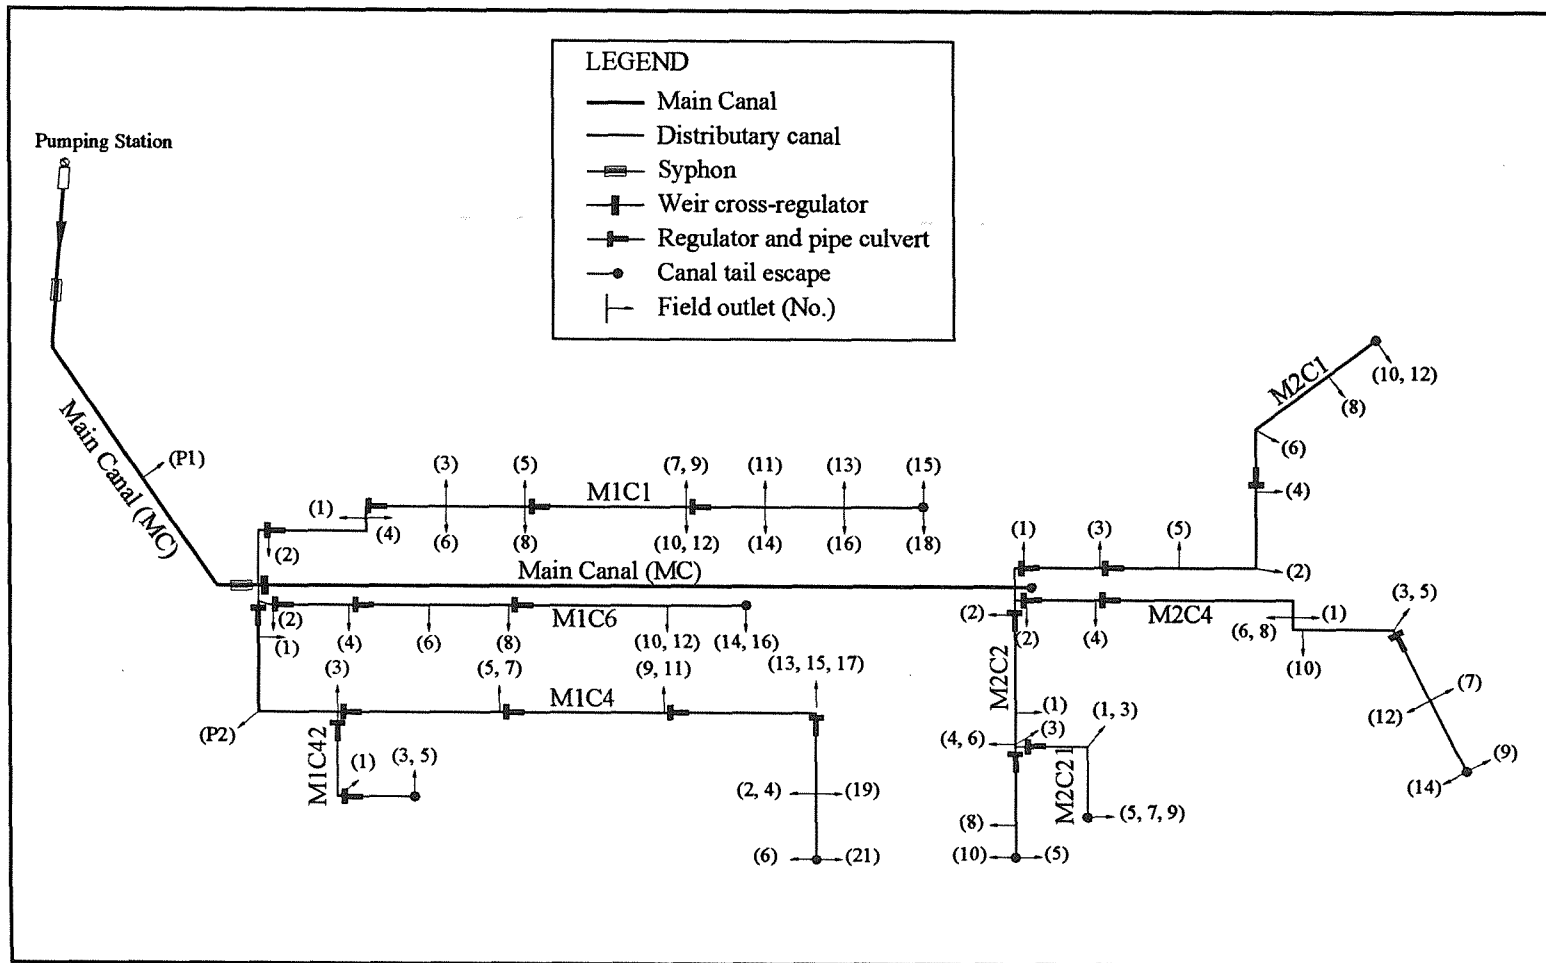 LEGEND
Main Canal
Distributary canal
Syphon
Weir cross-regulator
Regulator and pipe culvert
Canal tail escape
Field outlet (No.)
Pumping Station
Main Canal (MC)
(P1)
(1)
(2)
(4)
(3)
(6)
(5)
(8)
M1C1
(7, 9)
(10, 12)
(11)
(14)
(13)
(16)
(15)
(18)
Main Canal (MC)
(2)
(4)
(6)
(8)
M1C6
(10, 12)
(14, 16)
(1)
(P2)
(3)
(5, 7)
M1C4
(9, 11)
(13, 15, 17)
(2, 4)
(19)
(6)
(21)
M1C42
(1)
(3, 5)
M2C1
(10, 12)
(8)
(6)
(4)
(2)
(1)
(3)
(5)
(2)
(2)
(4)
M2C4
(6, 8)
(1)
(10)
(3, 5)
(7)
(12)
(9)
(14)
M2C2
(1)
(4, 6)
(3)
(1, 3)
M2C21
(5, 7, 9)
(8)
(10)
(5)